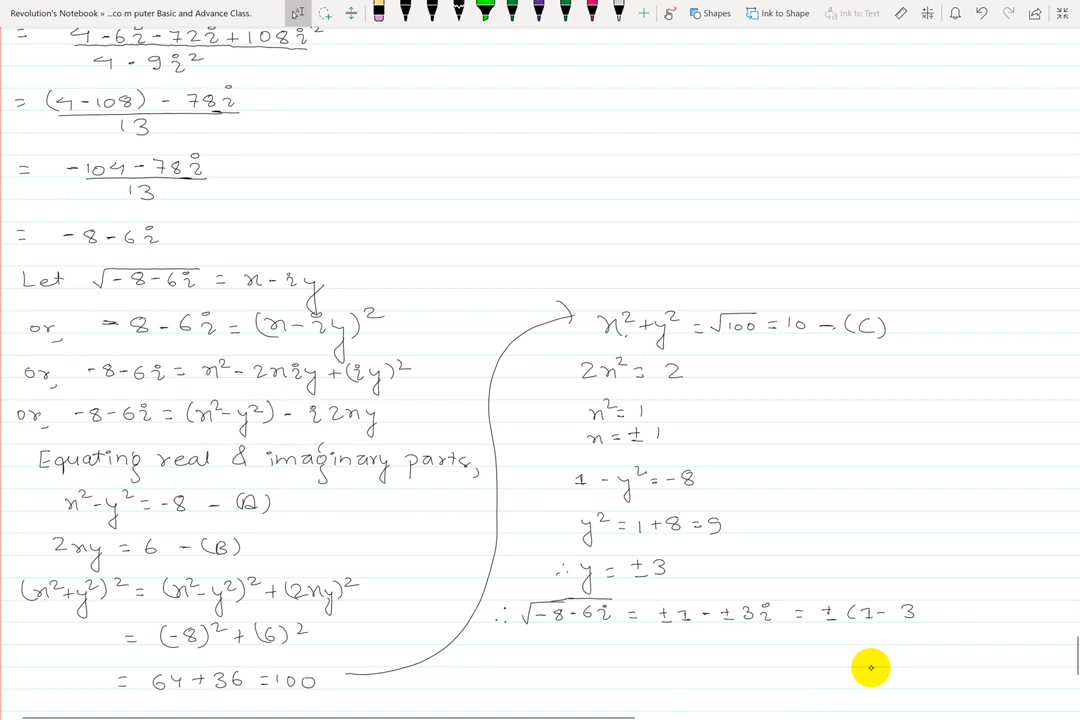 Revolution's Notebook » ...co m puter Basic and Advance Class.
Shapes Ink to Shape Ink to Text
= 4-6i-72i+108i² / 4-9i²
= (4-108) - 78i / 13
= -104-78i / 13
= -8-6i
Let √-8-6i = x-iy
or, -8-6i = (x-iy)²
or, -8-6i = x²-2xiy+(iy)²
or -8-6i = (x²-y²) - i2xy
Equating real & imaginary parts,
x²-y² = -8 - (A)
2xy = 6 - (B)
(x²+y²)² = (x²-y²)²+(2xy)²
= (-8)²+(6)²
= 64+36 = 100
x²+y² = √100 = 10 - (C)
2x² = 2
x² = 1
x = ±1
1 - y² = -8
y² = 1+8 = 9
∴ y = ±3
∴ √-8-6i = ±1 - ±3i = ±(1-3